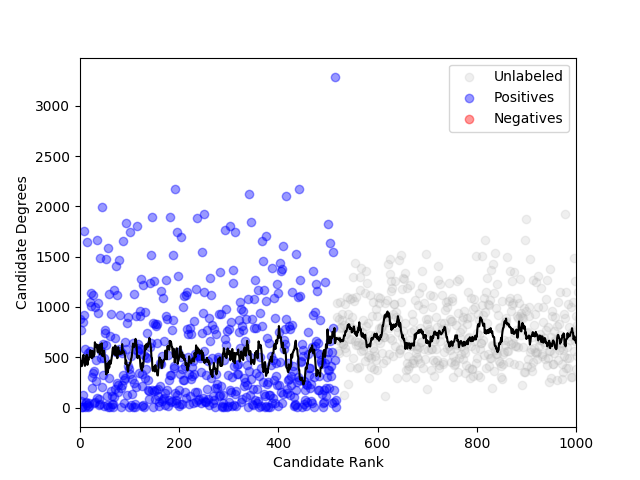 Unlabeled
Positives
Negatives
3000
2500
2000
1500
1000
500
0
Candidate Degrees
0 200 400 600 800 1000
Candidate Rank